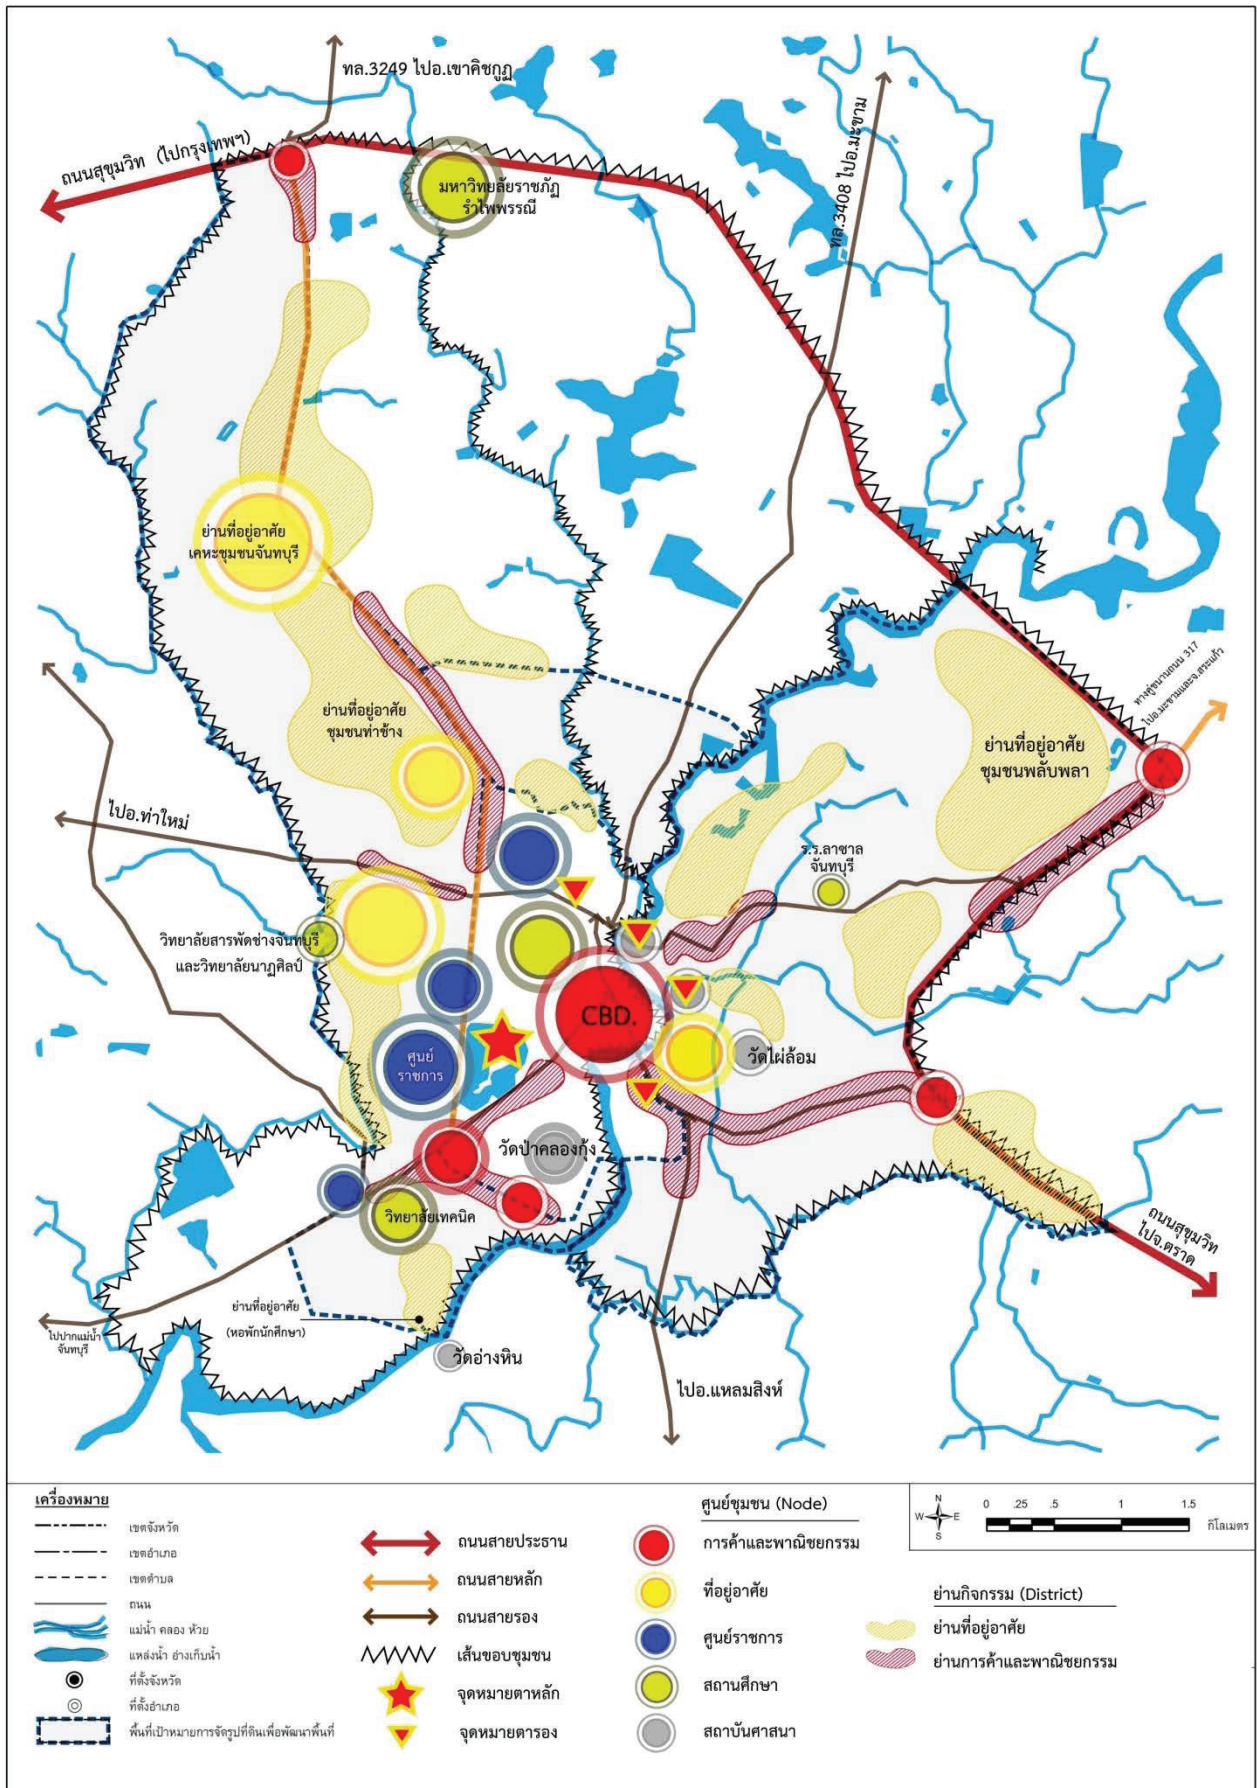 ทล.3249 ไปอ.เขาคิชกูฏ
ถนนสุขุมวิท (ไปกรุงเทพฯ)
ทล.3408 ไปอ.มะขาม
มหาวิทยลัยราชภัฏ
รำไพพรรณี
ย่านที่อยู่อาศัย
เคหะชุมชนจันทบุรี
ทางคู่ขนานถนน 317
ไปอ.มะขามและจ.สระแก้ว
ย่านที่อยู่อาศัย
ชุมชนท่าช้าง
ย่านที่อยู่อาศัย
ชุมชนพลับพลา
ไปอ.ท่าใหม่
ร.ร.ลาซาล
จันทบุรี
วิทยาลัยสารพัดช่างจันทบุรี
และวิทยาลัยนาฏศิลป์
CBD.
ศูนย์
ราชการ
วัดไผ่ล้อม
วัดป่าคลองกุ้ง
วิทยาลัยเทคนิค
ถนนสุขุมวิท
ไปจ.ตราด
ย่านที่อยู่อาศัย
(หอพักนักศึกษา)
ไปปากแม่น้ำ
จันทบุรี
วัดอ่างหิน
ไปอ.แหลมสิงห์
เครื่องหมาย
เขตจังหวัด
เขตอำเภอ
เขตตำบล
ถนน
แม่น้ำ คลอง ห้วย
แหล่งน้ำ อ่างเก็บน้ำ
ที่ตั้งจังหวัด
ที่ตั้งอำเภอ
พื้นที่เป้าหมายการจัดรูปที่ดินเพื่อพัฒนาพื้นที่
ถนนสายประธาน
ถนนสายหลัก
ถนนสายรอง
เส้นขอบชุมชน
จุดหมายตาหลัก
จุดหมายตารอง
ศูนย์ชุมชน (Node)
การค้าและพาณิชยกรรม
ที่อยู่อาศัย
ศูนย์ราชการ
สถานศึกษา
สถาบันศาสนา
N
W E
S
0 .25 .5 1 1.5
กิโลเมตร
ย่านกิจกรรม (District)
ย่านที่อยู่อาศัย
ย่านการค้าและพาณิชยกรรม